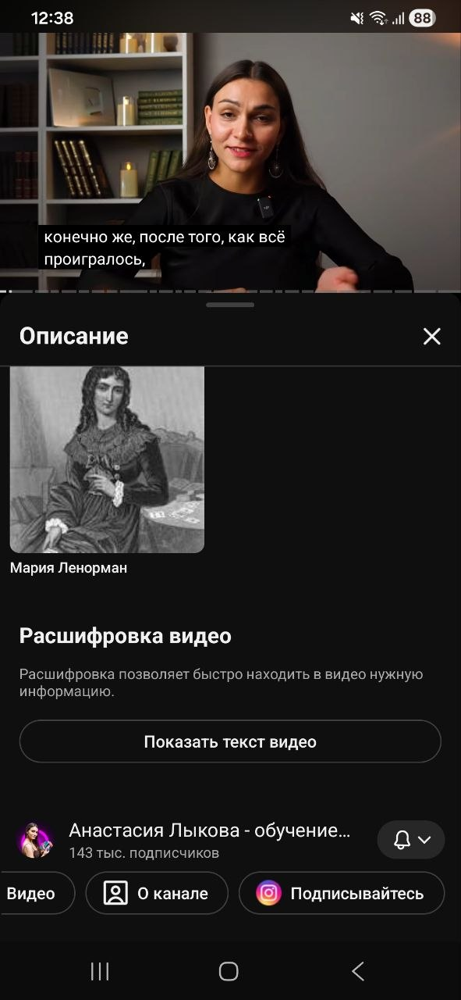 12:38
88
конечно же, после того, как всё
проигралось,
Описание
Мария Ленорман
Расшифровка видео
Расшифровка позволяет быстро находить в видео нужную
информацию.
Показать текст видео
Анастасия Лыкова - обучение...
143 тыс. подписчиков
Видео
О канале
Подписывайтесь